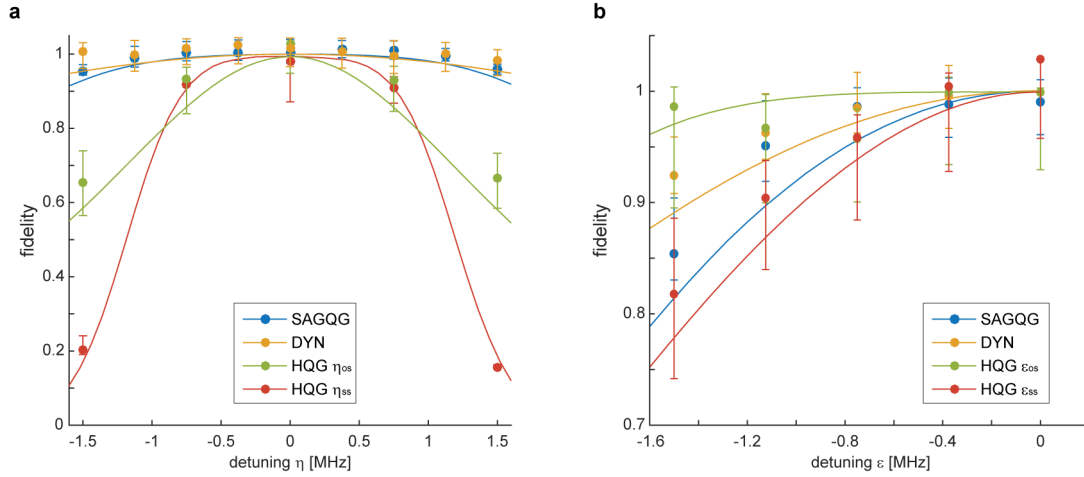 a
fidelity
1
0.8
0.6
0.4
0.2
0
-1.5
-1
-0.5
0
0.5
1
1.5
detuning η [MHz]
SAGQG
DYN
HQG ηos
HQG ηss
b
fidelity
1
0.9
0.8
0.7
-1.6
-1.2
-0.8
-0.4
0
detuning ε [MHz]
SAGQG
DYN
HQG εos
HQG εss